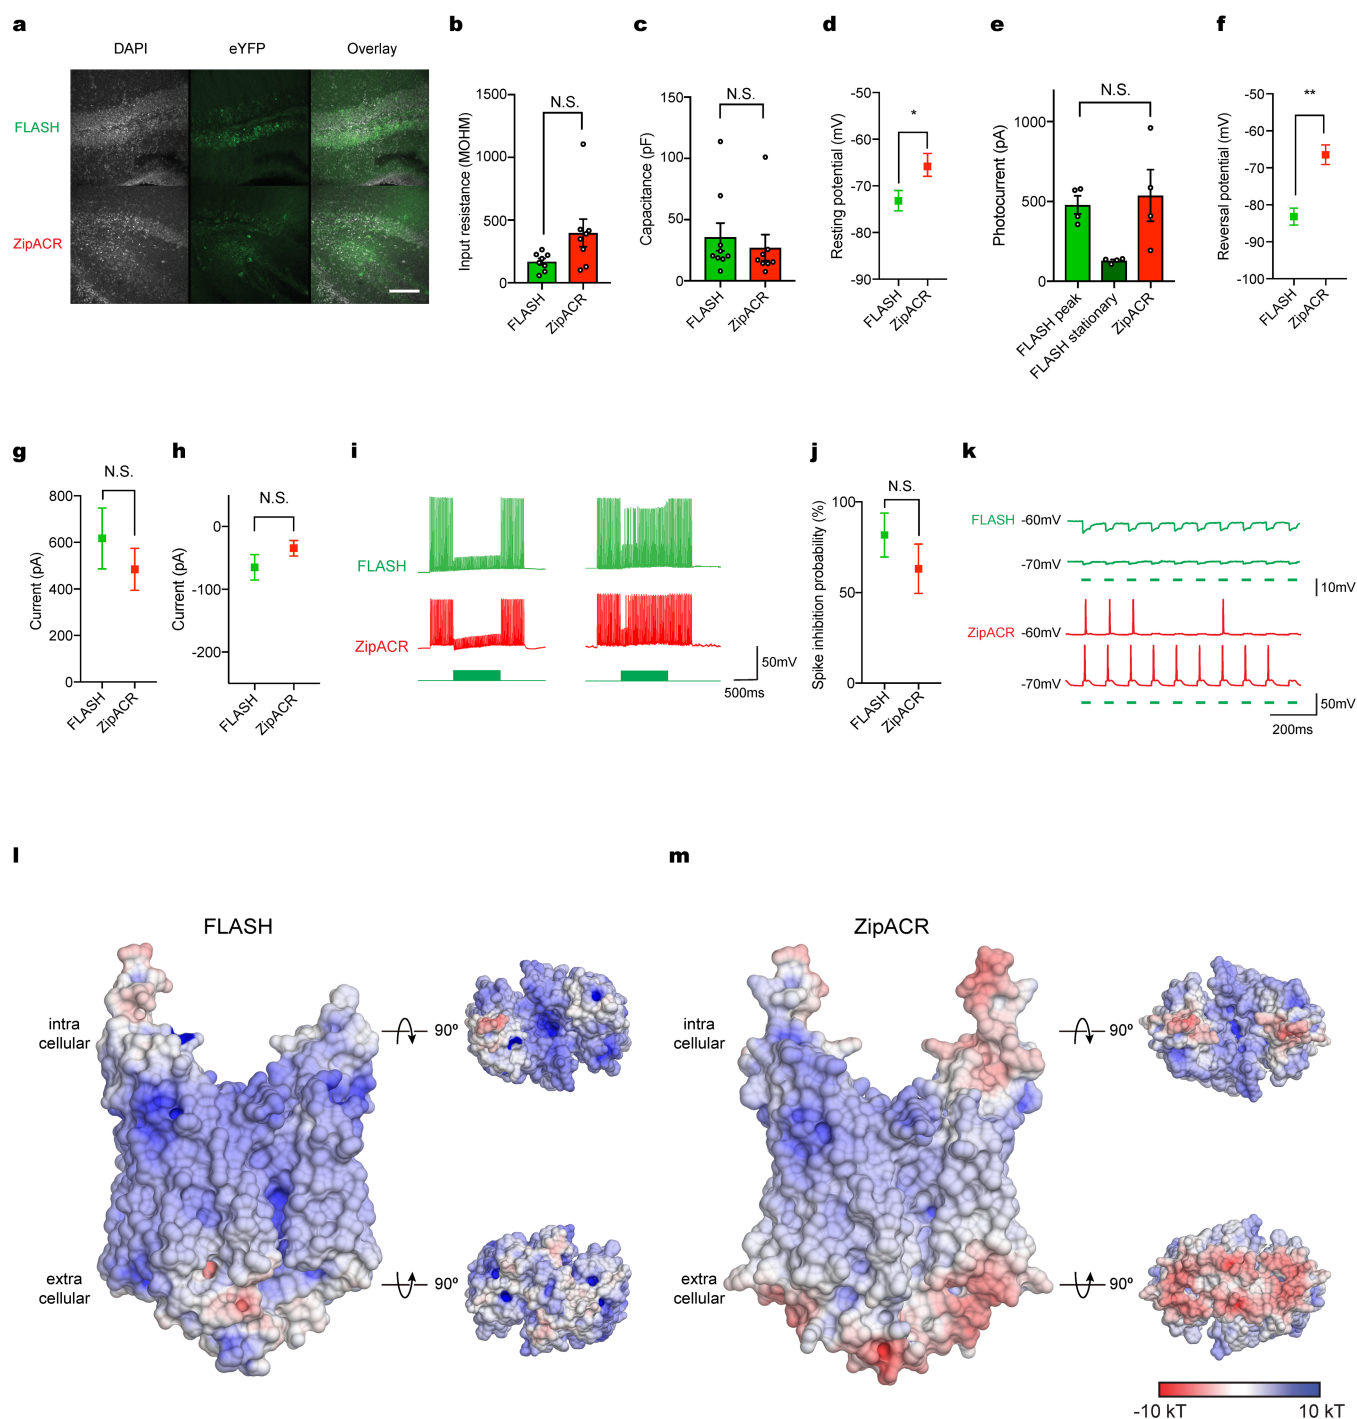 a
DAPI
eYFP
Overlay
FLASH
ZipACR
b
N.S.
Input resistance (MOHM)
1500
1000
500
0
FLASH
ZipACR
c
N.S.
Capacitance (pF)
150
100
50
0
FLASH
ZipACR
d
*
Resting potential (mV)
-50
-60
-70
-80
-90
FLASH
ZipACR
e
N.S.
Photocurrent (pA)
1000
500
0
FLASH peak
FLASH stationary
ZipACR
f
**
Reversal potential (mV)
-50
-60
-70
-80
-90
-100
FLASH
ZipACR
g
N.S.
Current (pA)
800
600
400
200
0
FLASH
ZipACR
h
N.S.
Current (pA)
0
-100
-200
FLASH
ZipACR
i
FLASH
ZipACR
50mV
500ms
j
N.S.
Spike inhibition probability (%)
100
50
0
FLASH
ZipACR
k
FLASH
-60mV
-70mV
10mV
ZipACR
-60mV
-70mV
50mV
200ms
l
FLASH
intra
cellular
90º
extra
cellular
90º
m
ZipACR
intra
cellular
90º
extra
cellular
90º
-10 kT
10 kT